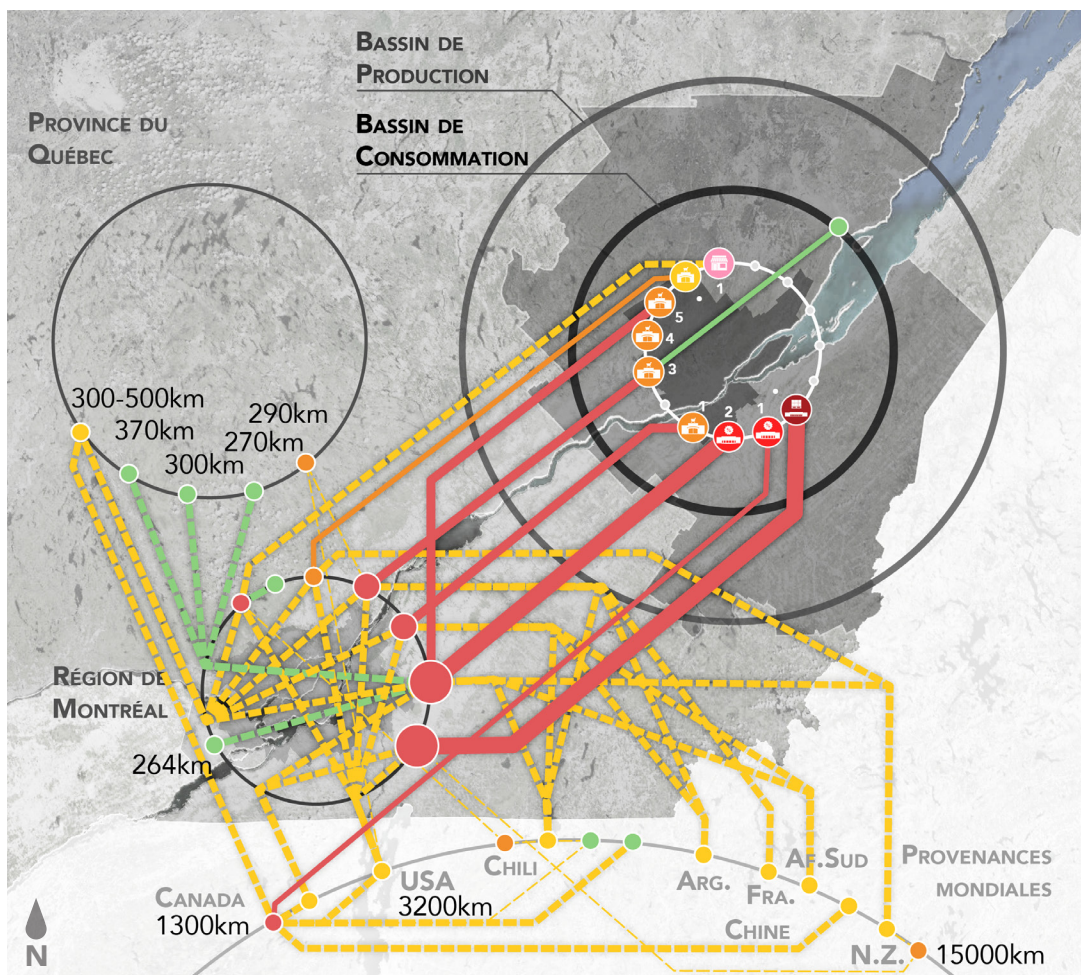 BASSIN DE
PRODUCTION
BASSIN DE
CONSOMMATION
PROVINCE DU
QUÉBEC
1
5
4
3
1
2
1
300-500km
370km
300km
290km
270km
RÉGION DE
MONTRÉAL
264km
CANADA
1300km
USA
3200km
CHILI
ARG.
FRA.
AF.SUD
CHINE
N.Z.
15000km
PROVENANCES
MONDIALES
N